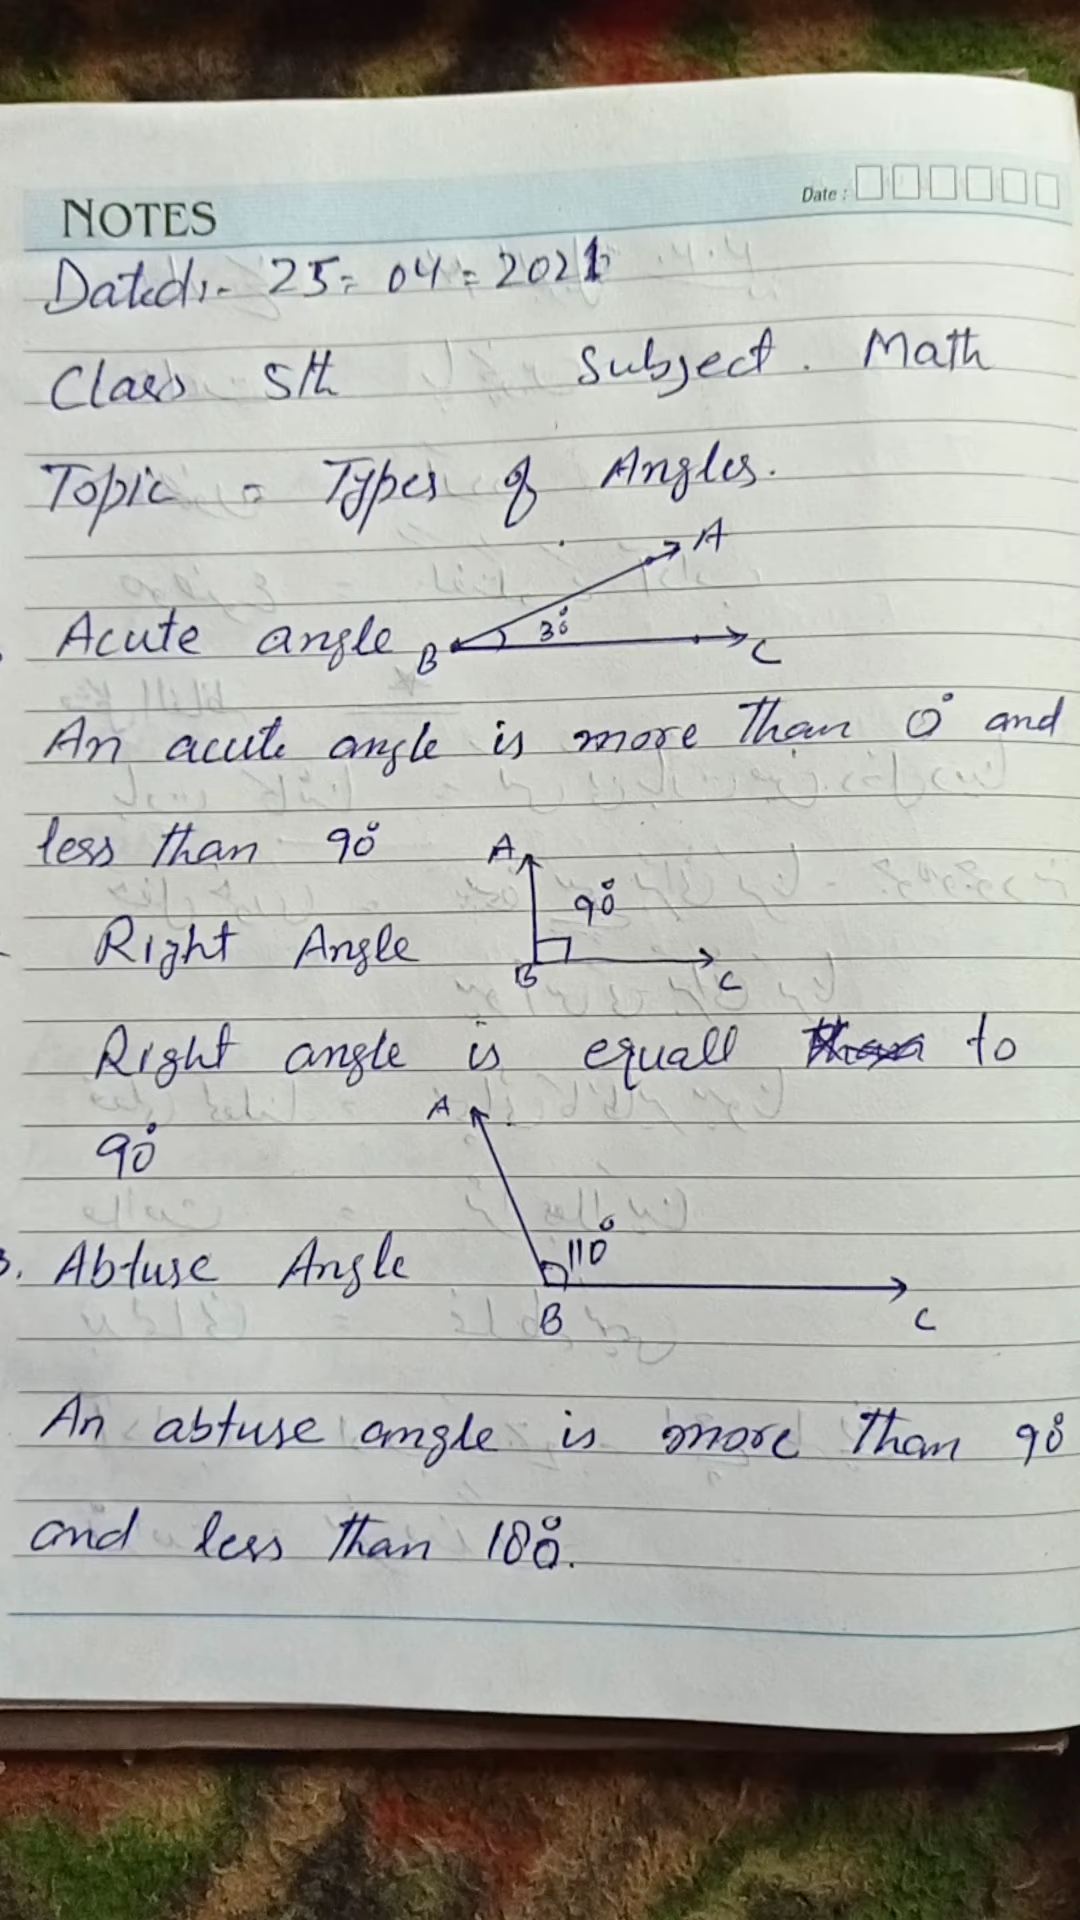 NOTES
Date :
Dated:- 25-04-2021
Class 5th Subject. Math
Topic = Types of Angles.
A
Acute angle B 30° C
An acute angle is more than 0° and
less than 90°
A
90°
Right Angle
B C
Right angle is equall to
90°
A
110°
3. Abtuse Angle
B C
An abtuse angle is more than 90°
and less than 180°.